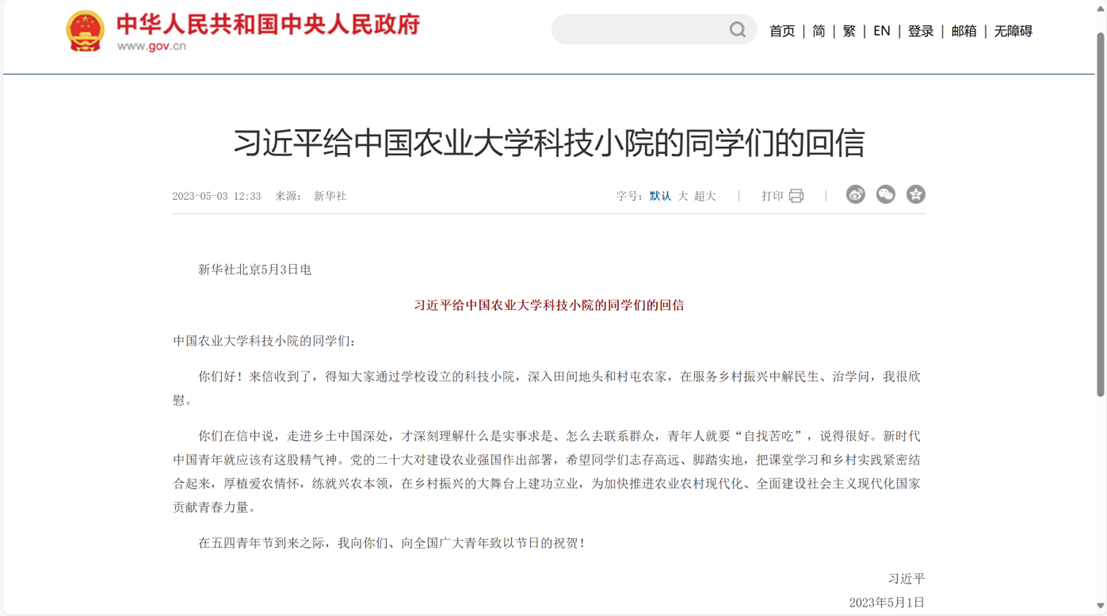 中华人民共和国中央人民政府
www.gov.cn
首页 | 简 | 繁 | EN | 登录 | 邮箱 | 无障碍
习近平给中国农业大学科技小院的同学们的回信
2023-05-03 12:33 来源： 新华社
字号：默认 大 超大 | 打印 |
新华社北京5月3日电
习近平给中国农业大学科技小院的同学们的回信
中国农业大学科技小院的同学们：
你们好！来信收到了，得知大家通过学校设立的科技小院，深入田间地头和村屯农家，在服务乡村振兴中解民生、治学问，我很欣
慰。
你们在信中说，走进乡土中国深处，才深刻理解什么是实事求是、怎么去联系群众，青年人就要“自找苦吃”，说得很好。新时代
中国青年就应该有这股精气神。党的二十大对建设农业强国作出部署，希望同学们志存高远、脚踏实地，把课堂学习和乡村实践紧密结
合起来，厚植爱农情怀，练就兴农本领，在乡村振兴的大舞台上建功立业，为加快推进农业农村现代化、全面建设社会主义现代化国家
贡献青春力量。
在五四青年节到来之际，我向你们、向全国广大青年致以节日的祝贺！
习近平
2023年5月1日